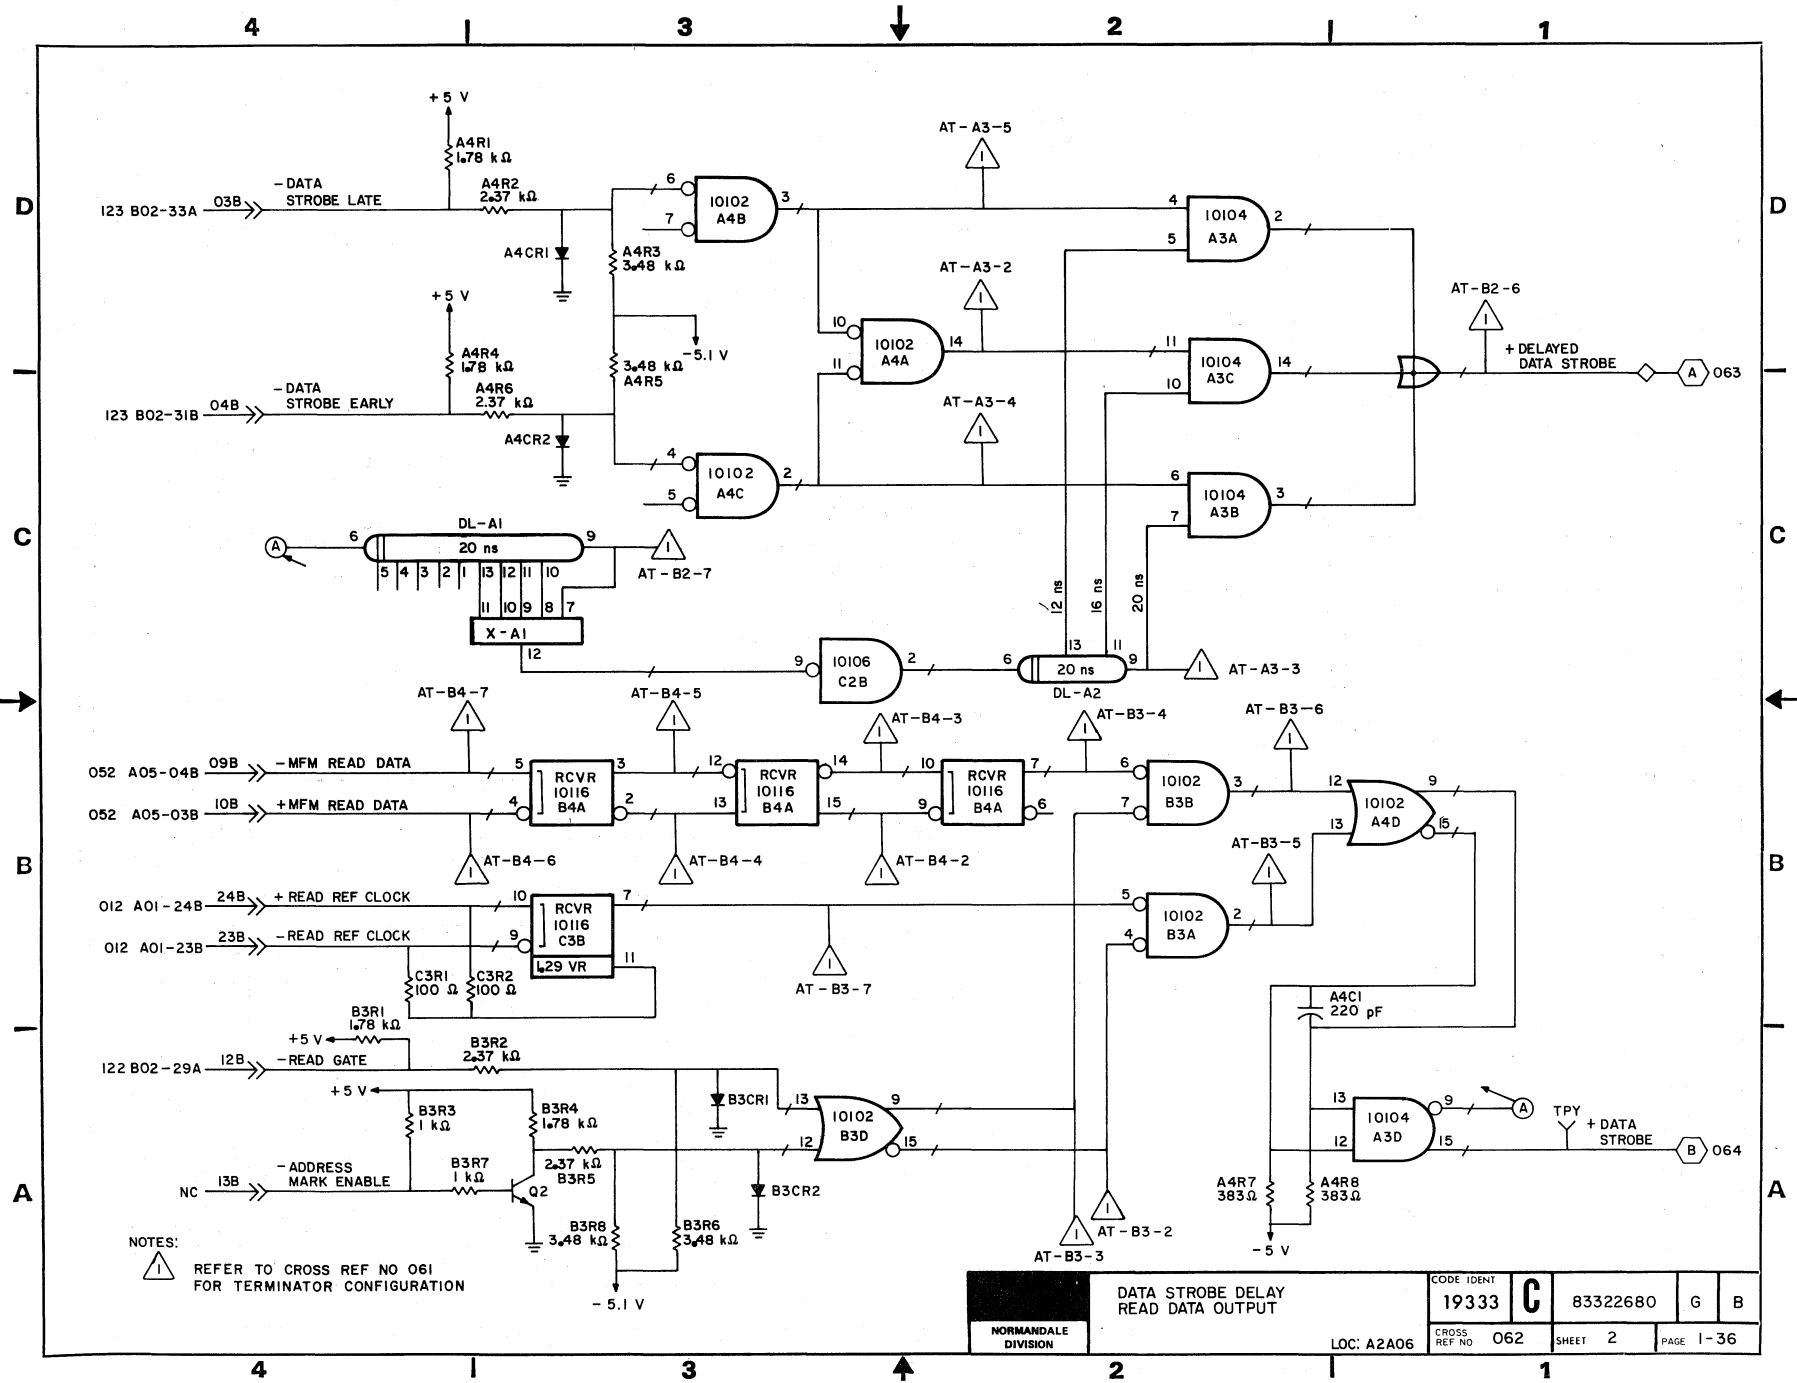 4 3 2 1
D
C
B
A
+5 V
A4R1
1.78 kΩ
123 B02-33A
03B
-DATA
STROBE LATE
A4R2
2.37 kΩ
A4CR1
6
7
10102
A4B
3
A4R3
3.48 kΩ
-5.1 V
3.48 kΩ
A4R5
+5 V
A4R4
1.78 kΩ
123 B02-31B
04B
-DATA
STROBE EARLY
A4R6
2.37 kΩ
A4CR2
4
5
10102
A4C
2
AT-A3-5
1
AT-A3-2
1
AT-A3-4
1
10
11
10102
A4A
14
4
5
10104
A3A
2
11
10
10104
A3C
14
6
7
10104
A3B
3
AT-B2-6
1
+DELAYED
DATA STROBE
A
063
A
6
DL-A1
20 ns
9
1
AT-B2-7
5 4 3 2 1 13 12 11 10
11 10 9 8 7
X-A1
12
9
10106
C2B
2
6
13
11
20 ns
9
DL-A2
12 ns
16 ns
20 ns
1
AT-A3-3
AT-B4-7
1
AT-B4-5
1
1
AT-B4-3
1
AT-B3-4
AT-B3-6
1
052 A05-04B
09B
-MFM READ DATA
052 A05-03B
10B
+MFM READ DATA
5
4
RCVR
10116
B4A
3
2
12
13
RCVR
10116
B4A
14
15
10
9
RCVR
10116
B4A
7
6
6
7
10102
B3B
3
12
13
10102
A4D
9
15
1
AT-B4-6
1
AT-B4-4
1
AT-B4-2
AT-B3-5
1
012 A01-24B
24B
+READ REF CLOCK
012 A01-23B
23B
-READ REF CLOCK
10
9
RCVR
10116
C3B
1.29 VR
7
11
C3R1
100 Ω
C3R2
100 Ω
1
AT-B3-7
5
4
10102
B3A
2
A4C1
220 pF
B3R1
1.78 kΩ
+5 V
122 B02-29A
12B
-READ GATE
B3R2
2.37 kΩ
+5 V
B3R3
1 kΩ
B3R4
1.78 kΩ
B3CR1
13
12
10102
B3D
9
15
2.37 kΩ
B3R5
B3CR2
NC
13B
-ADDRESS
MARK ENABLE
B3R7
1 kΩ
Q2
B3R8
3.48 kΩ
B3R6
3.48 kΩ
-5.1 V
1
AT-B3-3
1
AT-B3-2
13
12
10104
A3D
9
15
A
TPY
+DATA
STROBE
B
064
A4R7
383Ω
A4R8
383Ω
-5 V
NOTES:
1
REFER TO CROSS REF NO 061
FOR TERMINATOR CONFIGURATION
NORMANDALE
DIVISION
DATA STROBE DELAY
READ DATA OUTPUT
LOC: A2A06
CODE IDENT
19333
C
83322680
G
B
CROSS
REF NO
062
SHEET 2
PAGE 1-36
D
C
B
A
4 3 2 1